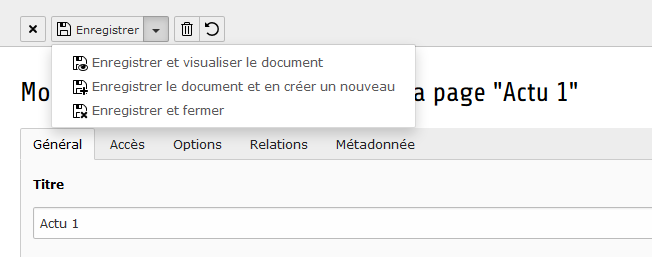 Enregistrer
Enregistrer et visualiser le document
Enregistrer le document et en créer un nouveau
Enregistrer et fermer
Mo
a page "Actu 1"
Général Accès Options Relations Métadonnée
Titre
Actu 1